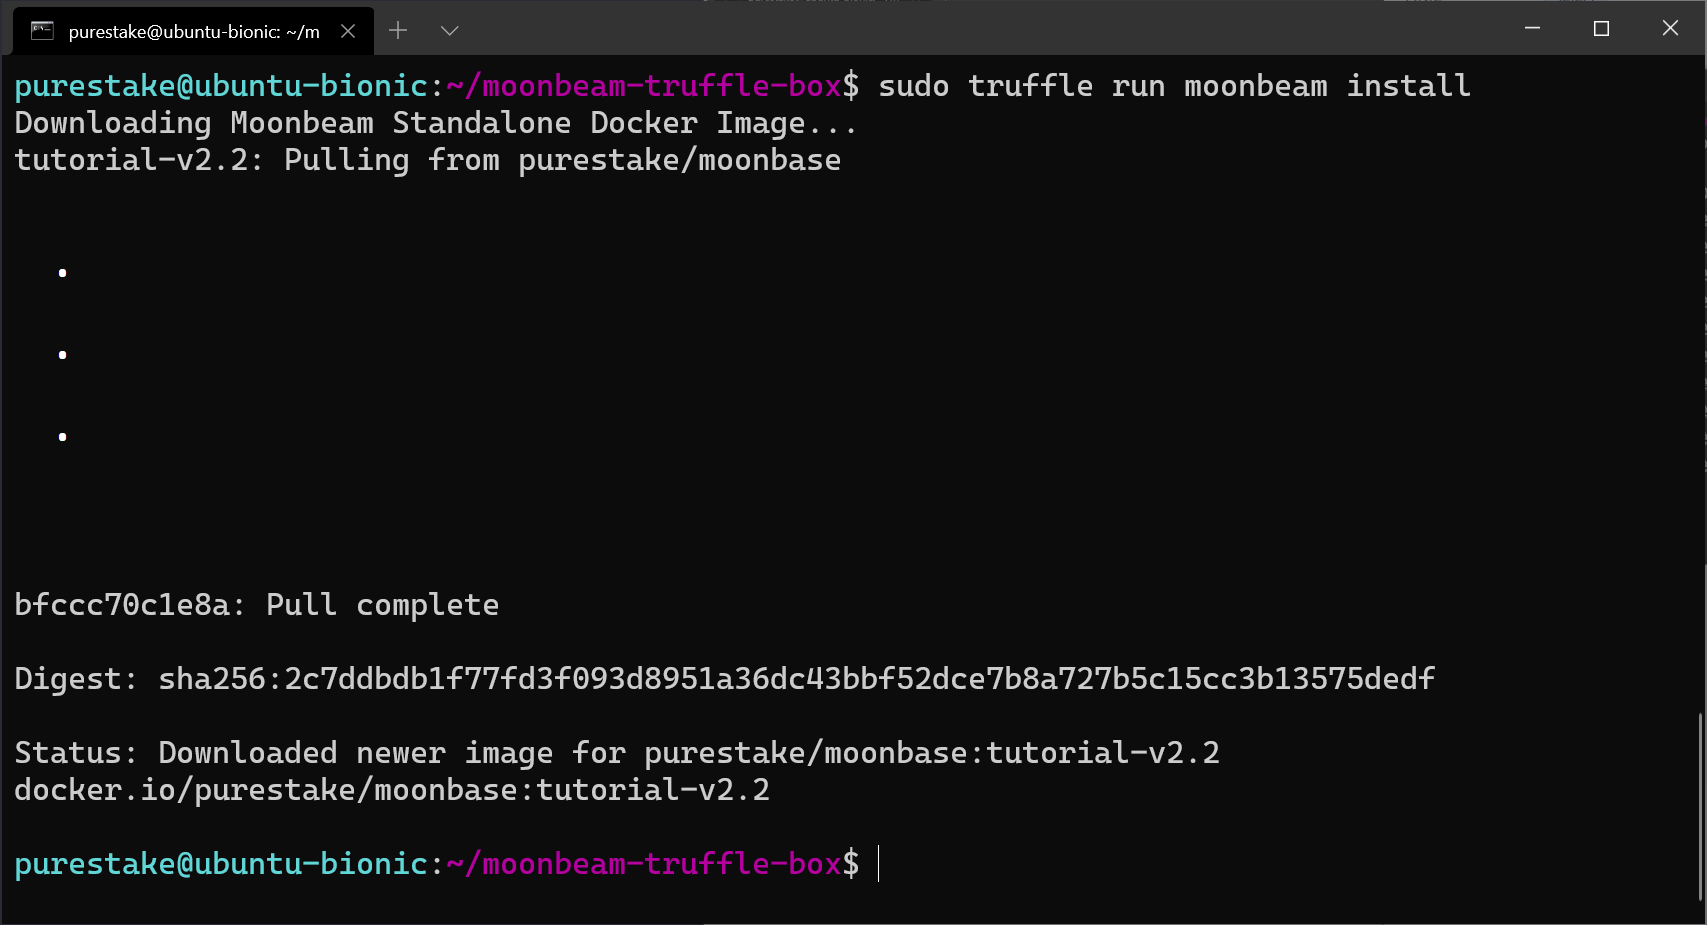 purestake@ubuntu-bionic: ~/m
purestake@ubuntu-bionic:~/moonbeam-truffle-box$ sudo truffle run moonbeam install
Downloading Moonbeam Standalone Docker Image...
tutorial-v2.2: Pulling from purestake/moonbase
.
.
.
bfccc70c1e8a: Pull complete
Digest: sha256:2c7ddbdb1f77fd3f093d8951a36dc43bbf52dce7b8a727b5c15cc3b13575dedf
Status: Downloaded newer image for purestake/moonbase:tutorial-v2.2
docker.io/purestake/moonbase:tutorial-v2.2
purestake@ubuntu-bionic:~/moonbeam-truffle-box$